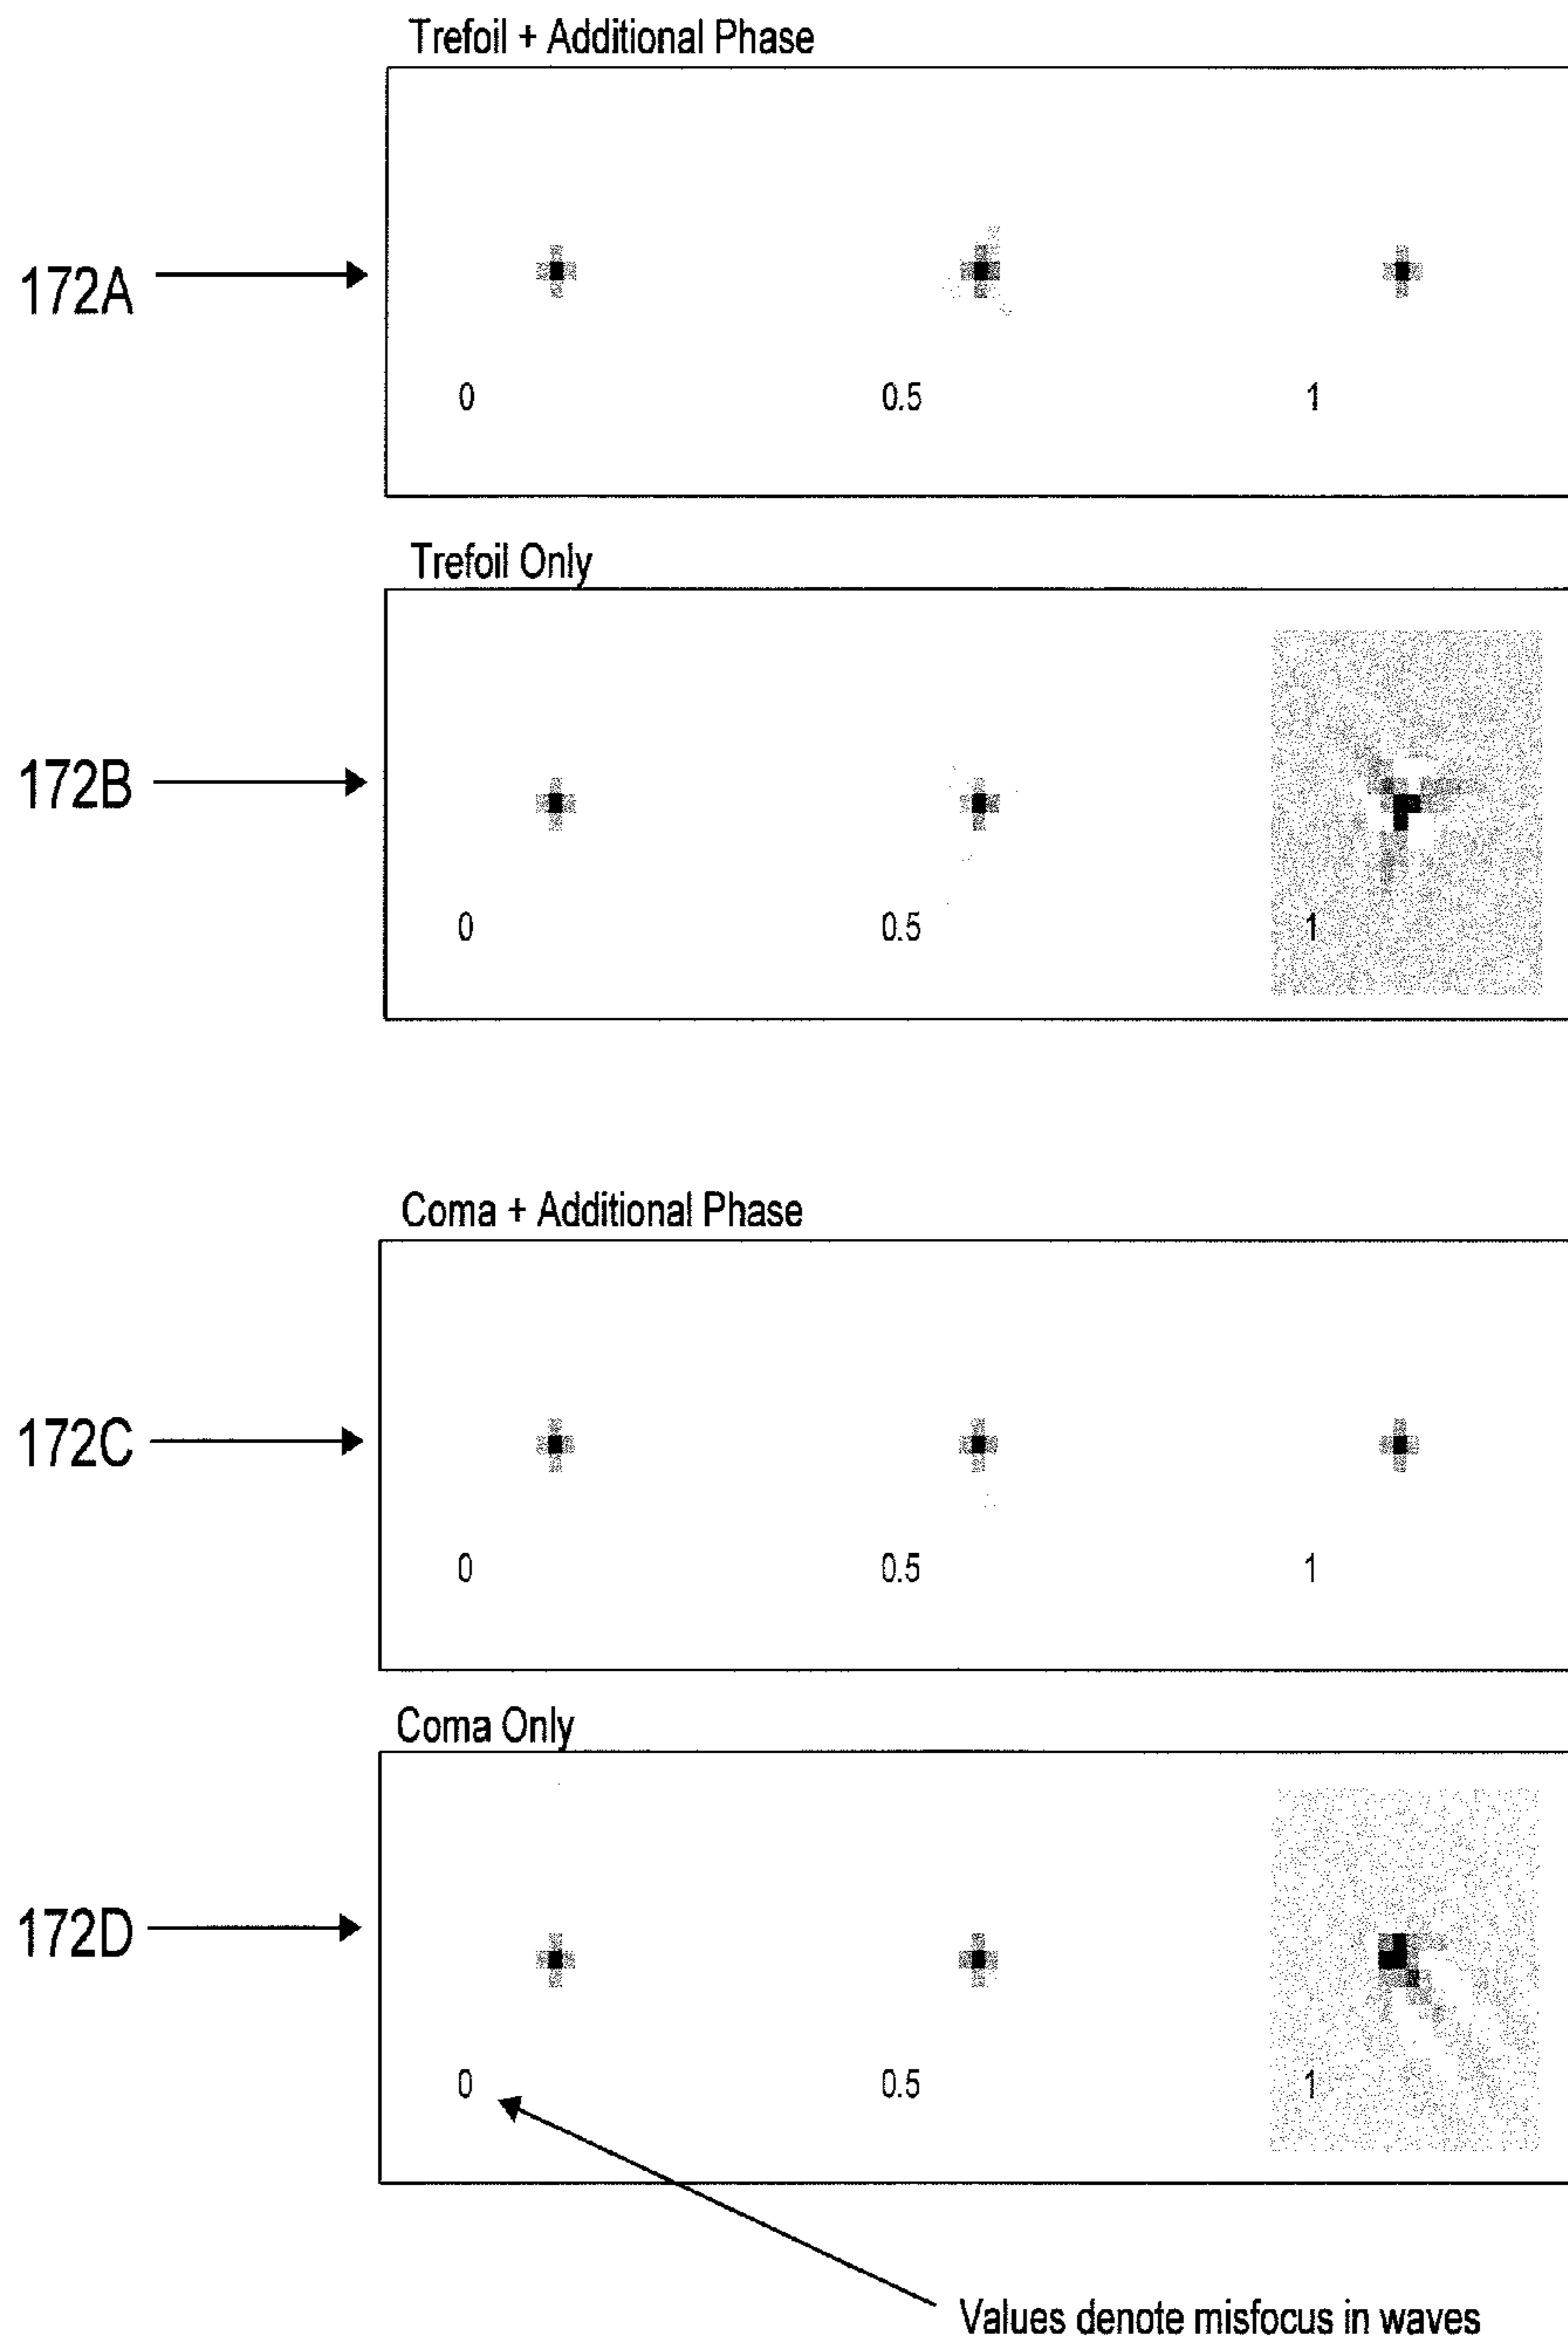 Trefoil + Additional Phase
172A
0 0.5 1
Trefoil Only
172B
0 0.5 1
Coma + Additional Phase
172C
0 0.5 1
Coma Only
172D
0 0.5 1
Values denote misfocus in waves